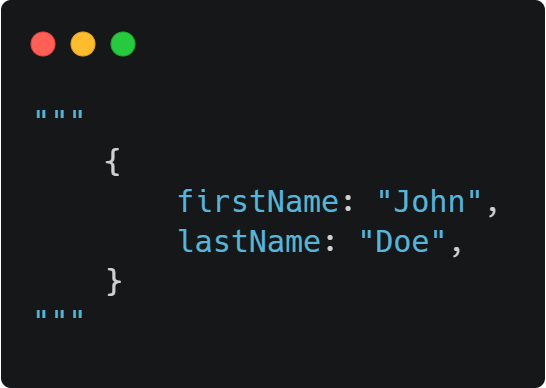 """
    {
        firstName: "John",
        lastName: "Doe",
    }
"""